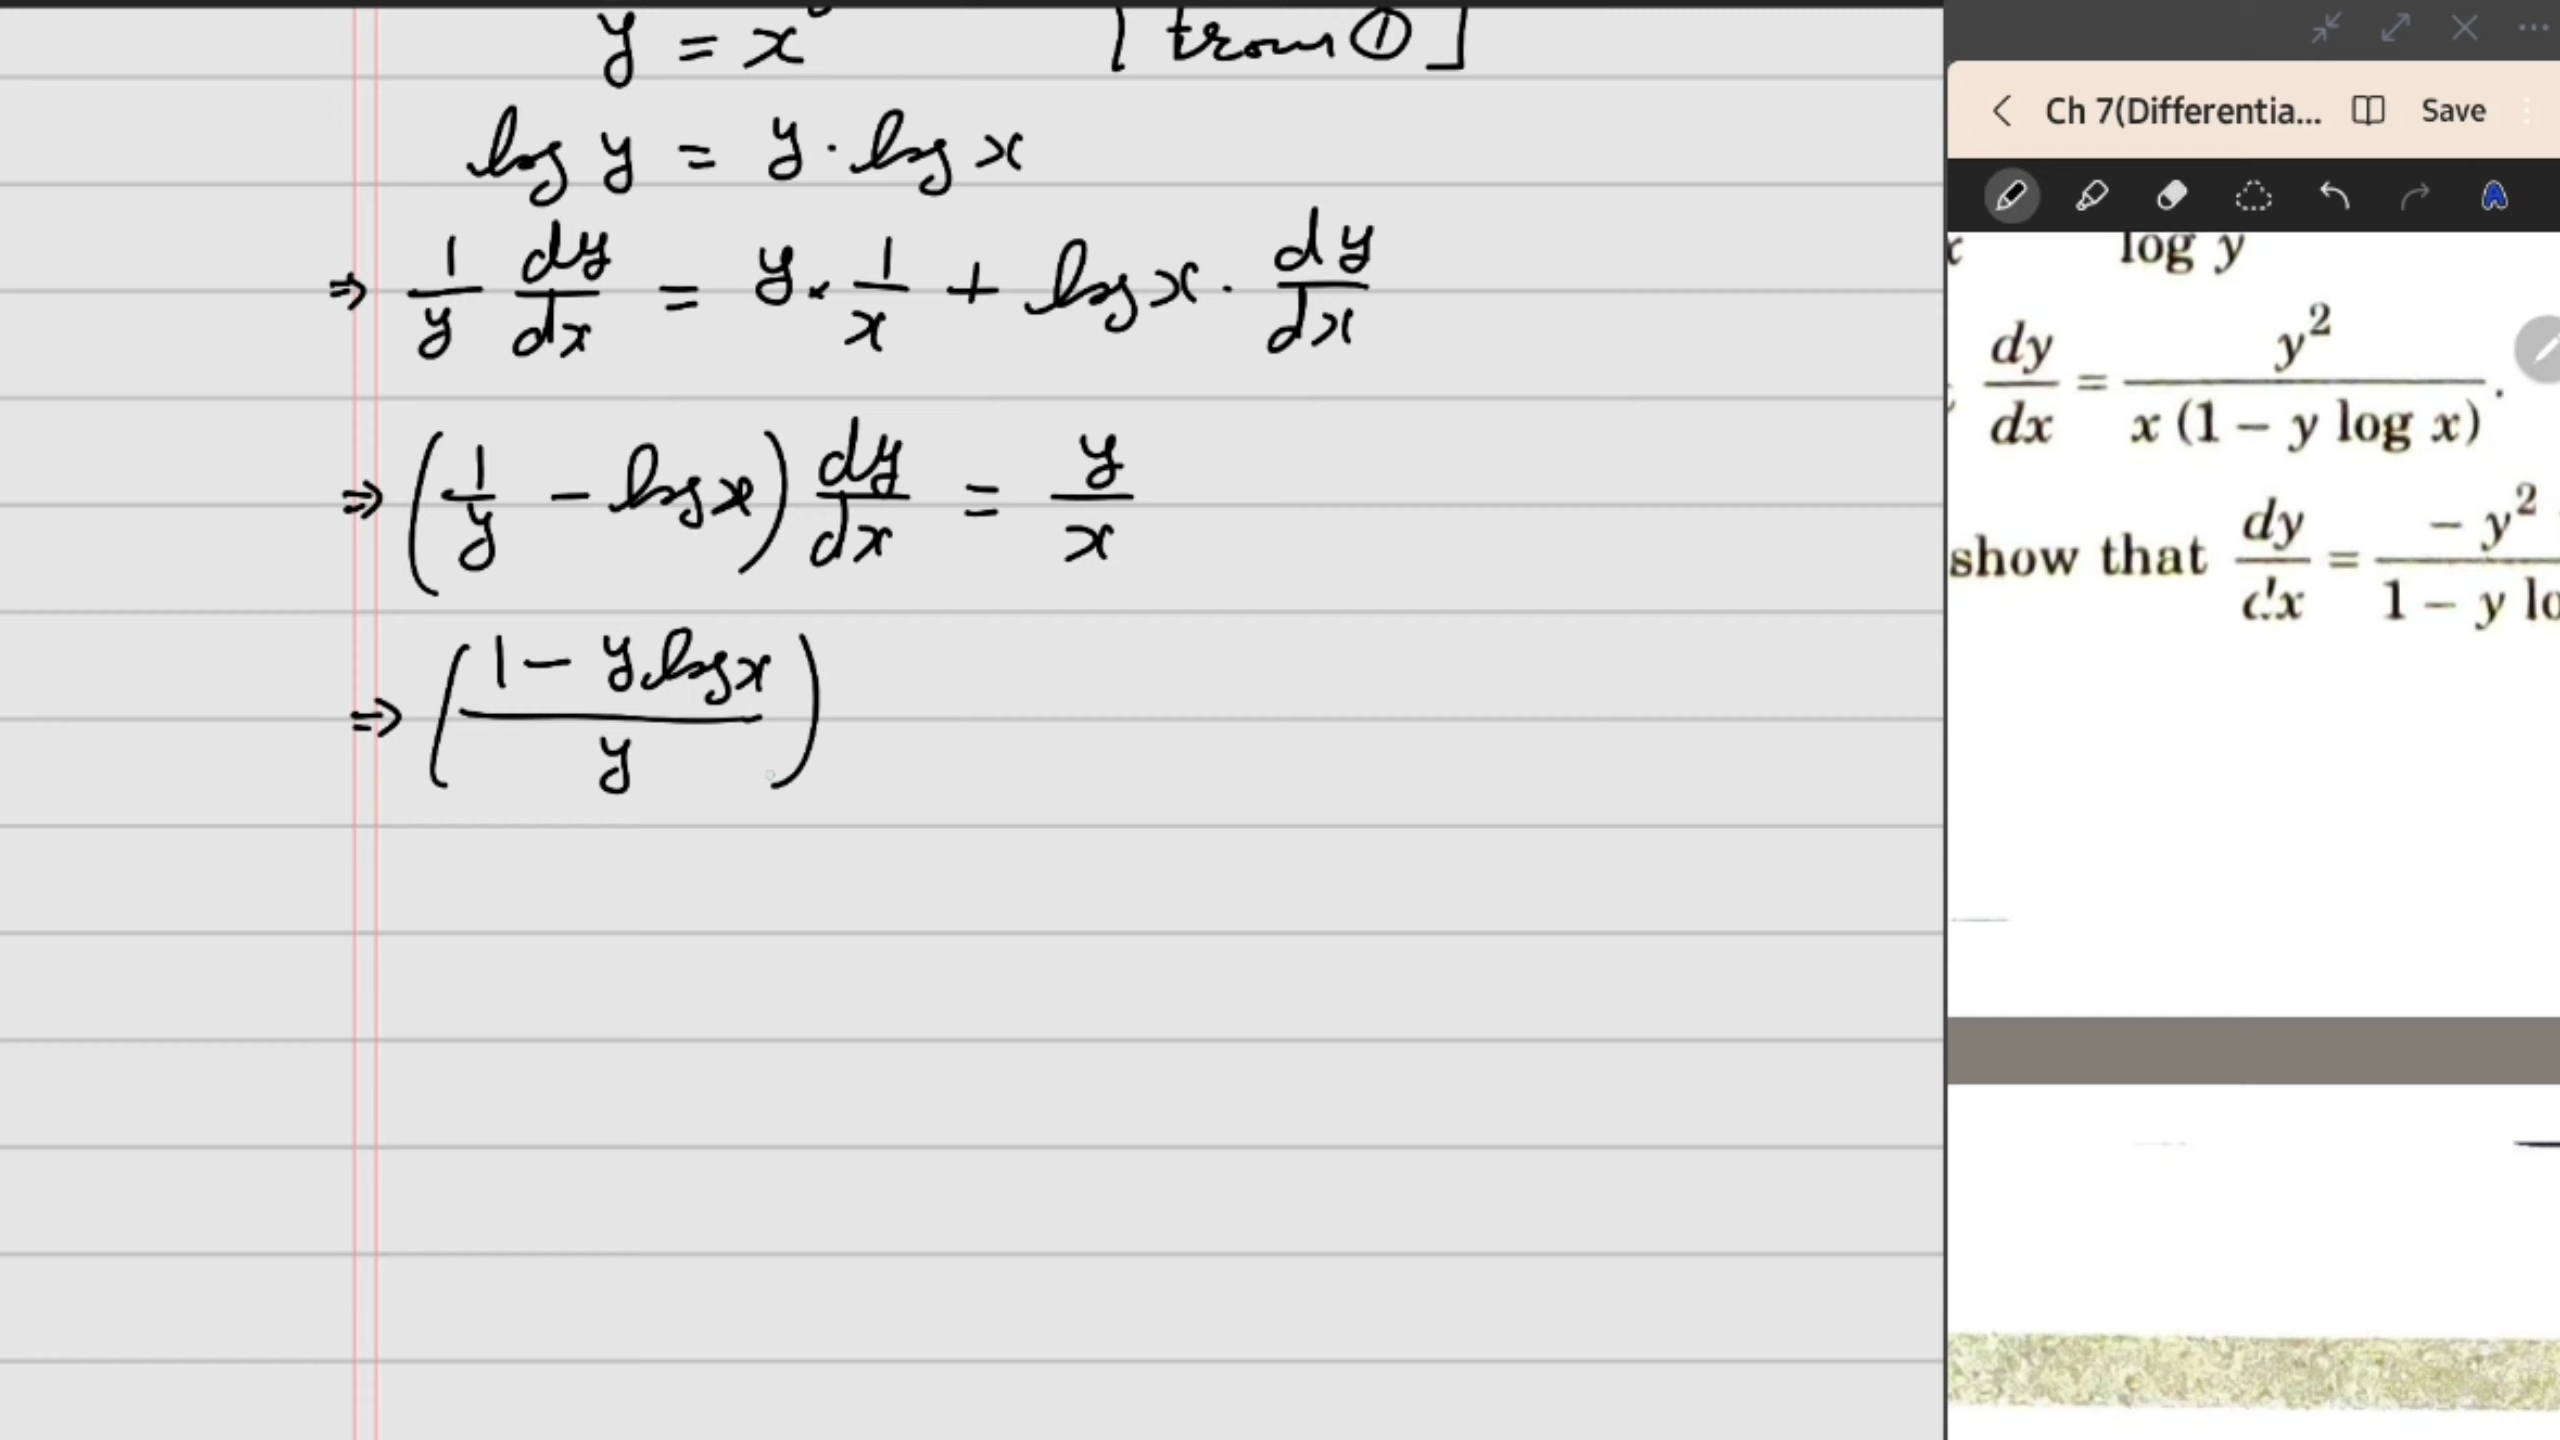 y = x^y [from ①]
log y = y · log x
⇒ 1/y dy/dx = y × 1/x + log x · dy/dx
⇒ (1/y - log x) dy/dx = y/x
⇒ ((1 - y log x)/y)
Ch 7(Differentia... Save
x log y
dy/dx = y²/(x (1 – y log x)).
show that dy/dx = – y²/1 – y lo